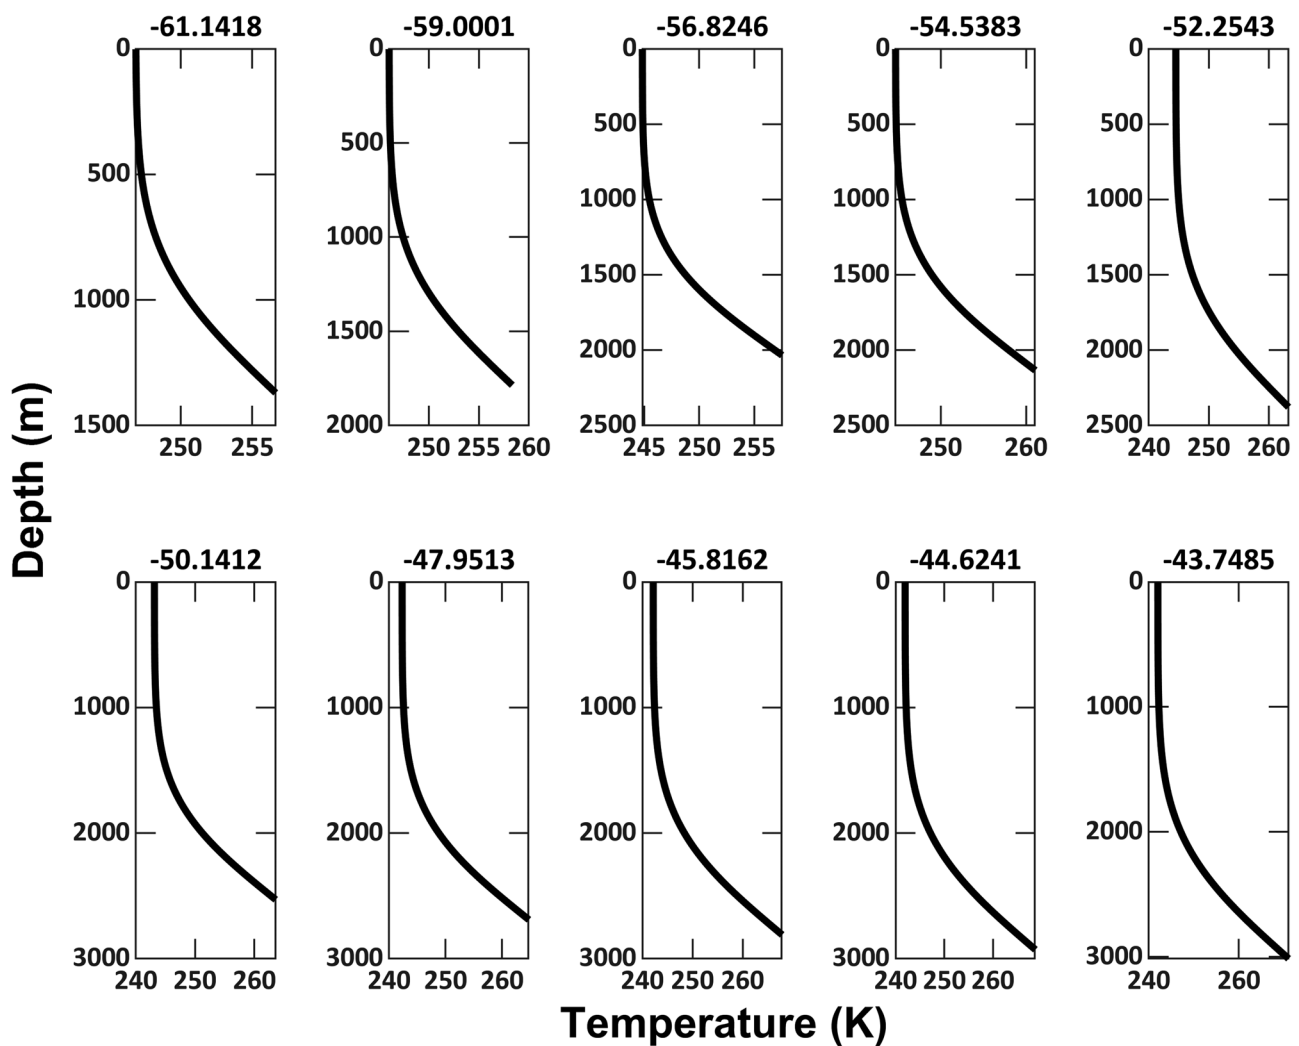 -61.1418 -59.0001 -56.8246 -54.5383 -52.2543
0 0 0 0 0
500 500 500 500
500
1000 1000 1000
1000
1500 1500 1500
1000
1500
2000 2000 2000
1500 2000 2500 2500 2500
250 255 250 255 260 245 250 255 250 260 240 250 260
Depth (m)
-50.1412 -47.9513 -45.8162 -44.6241 -43.7485
0 0 0 0 0
1000 1000 1000 1000 1000
2000 2000 2000 2000 2000
3000 3000 3000 3000 3000
240 250 260 240 250 260 240 250 260 240 250 260 240 260
Temperature (K)